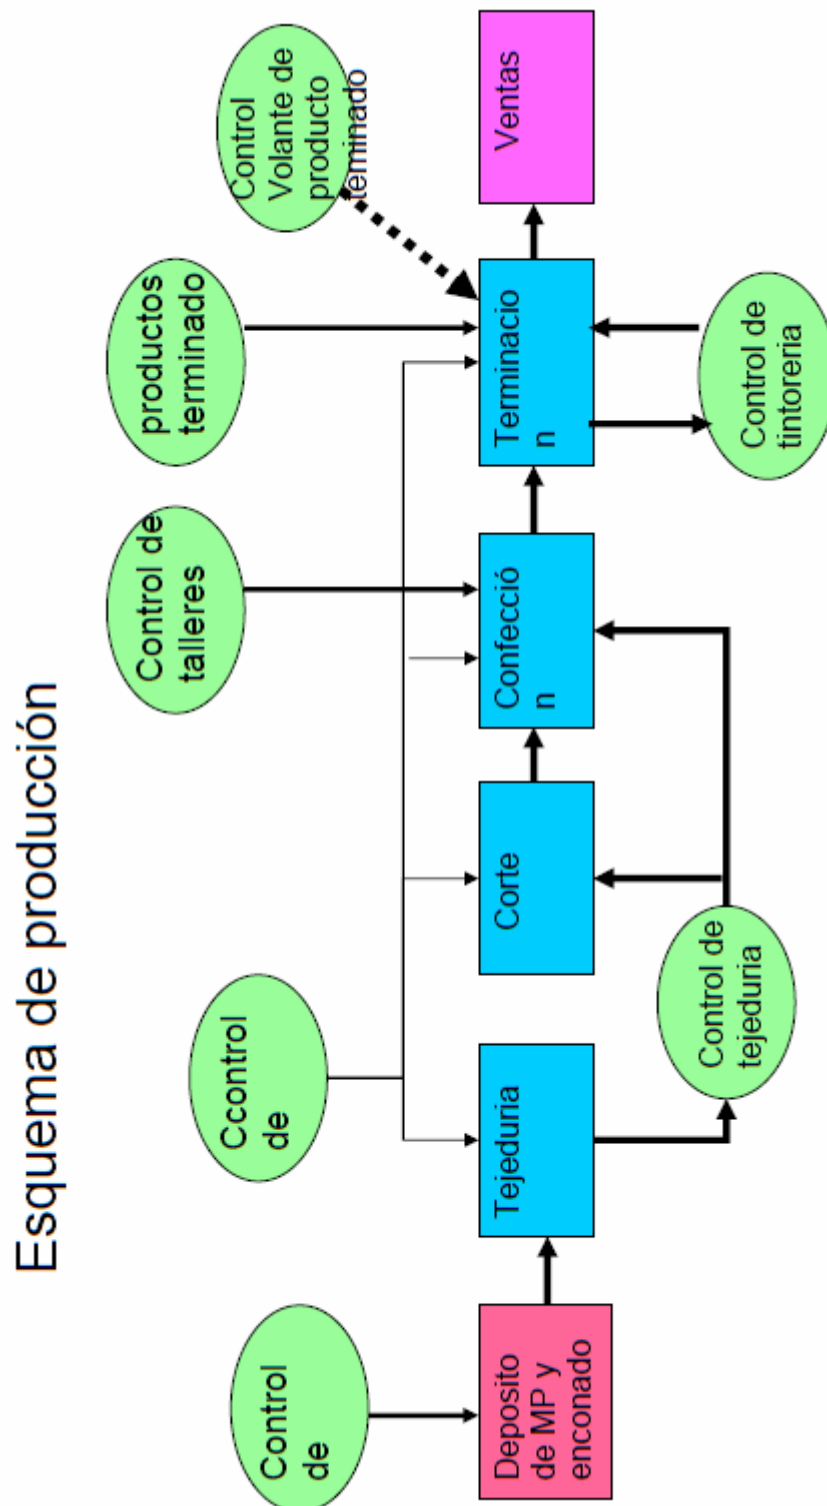 Esquema de producción
Control
de
Ccontrol
de
Control de
talleres
productos
terminado
Control
Volante de
producto
teminado
Deposito
de MP y
enconado
Tejeduria
Corte
Confecció
n
Terminacio
n
Ventas
Control de
tejeduria
Control de
tintoreria